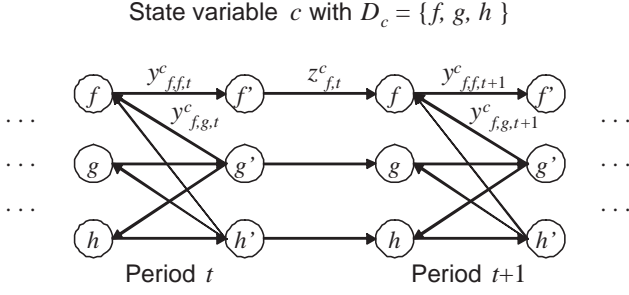 State variable c with D_c = {f, g, h }
y^c_{f,f,t} z^c_{f,t} y^c_{f,f,t+1}
f f' f f'
y^c_{f,g,t} y^c_{f,g,t+1}
... ...
g g' g g'
... ...
... ...
h h' h h'
Period t Period t+1